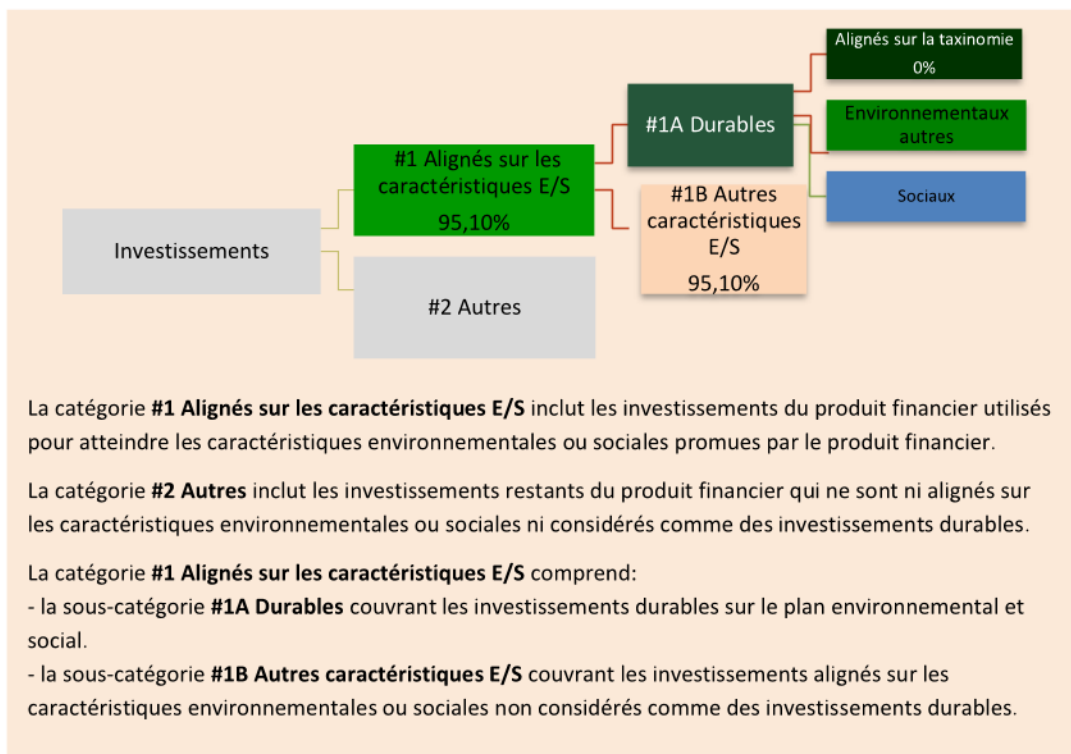 Alignés sur la taxinomie
0%
#1A Durables
Environnementaux
autres
#1 Alignés sur les
caractéristiques E/S
95,10%
Sociaux
#1B Autres
caractéristiques
E/S
95,10%
Investissements
#2 Autres
La catégorie #1 Alignés sur les caractéristiques E/S inclut les investissements du produit financier utilisés
pour atteindre les caractéristiques environnementales ou sociales promues par le produit financier.
La catégorie #2 Autres inclut les investissements restants du produit financier qui ne sont ni alignés sur
les caractéristiques environnementales ou sociales ni considérés comme des investissements durables.
La catégorie #1 Alignés sur les caractéristiques E/S comprend:
- la sous-catégorie #1A Durables couvrant les investissements durables sur le plan environnemental et
social.
- la sous-catégorie #1B Autres caractéristiques E/S couvrant les investissements alignés sur les
caractéristiques environnementales ou sociales non considérés comme des investissements durables.